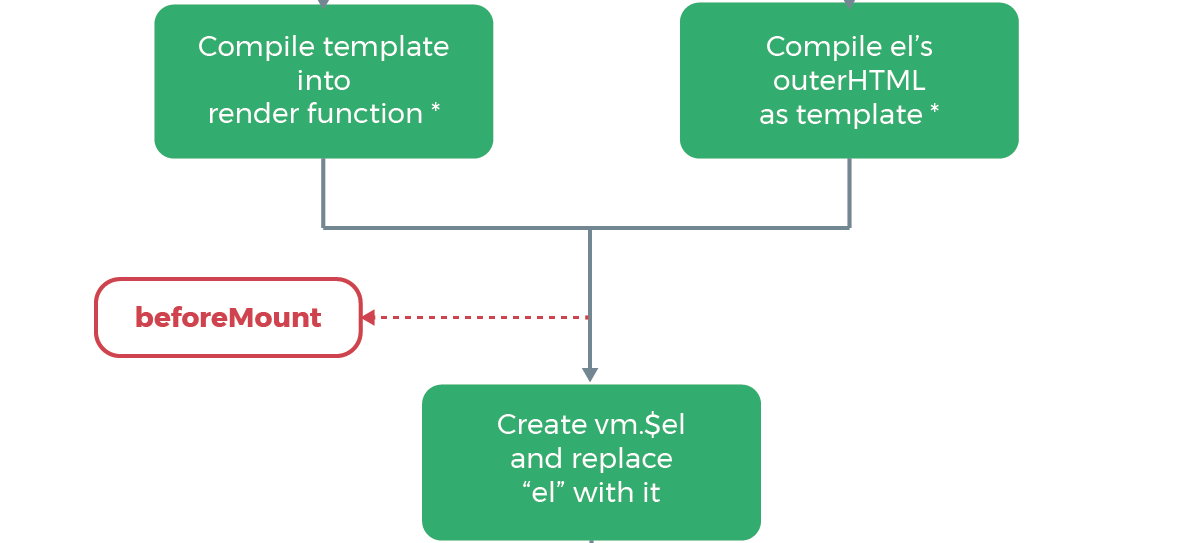 Compile template
into
render function *
Compile el’s
outerHTML
as template *
beforeMount
Create vm.$el
and replace
“el” with it